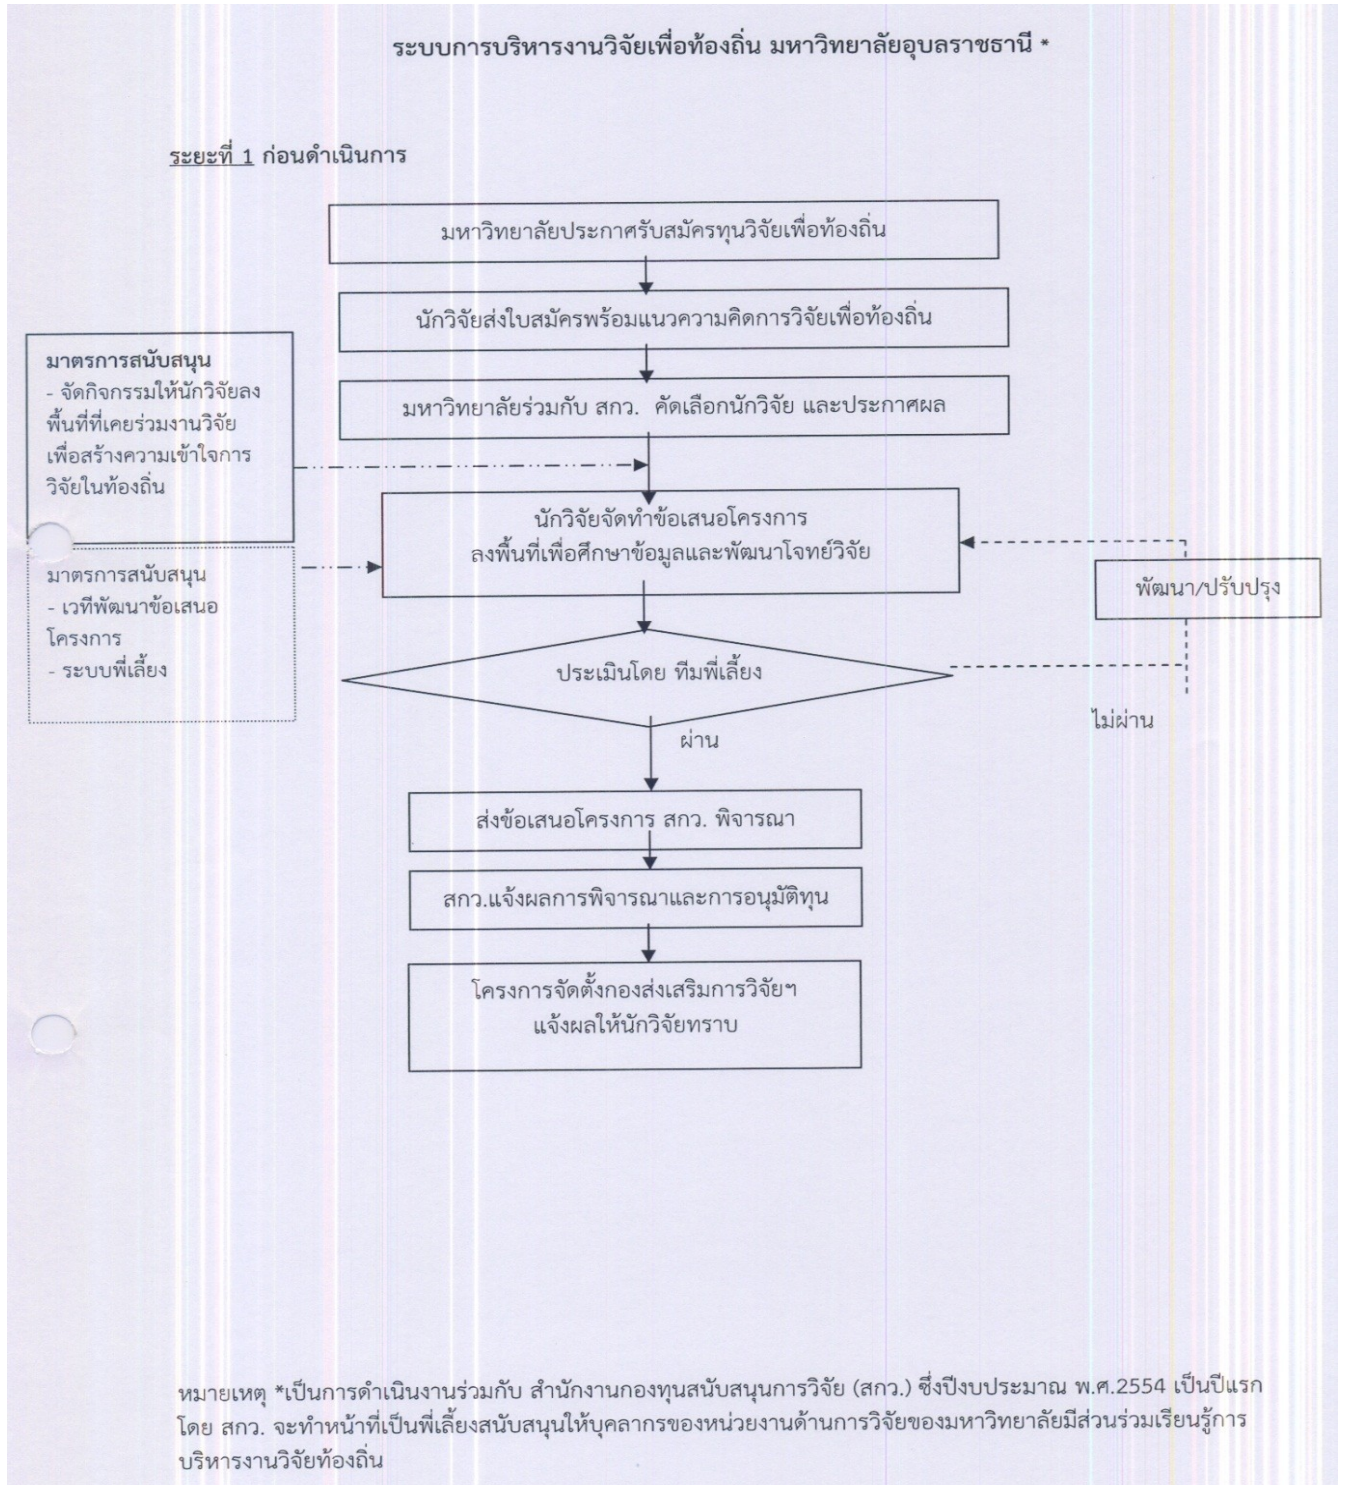 ระบบการบริหารงานวิจัยเพื่อท้องถิ่น มหาวิทยาลัยอุบลราชธานี *
ระยะที่ 1 ก่อนดำเนินการ
มหาวิทยาลัยประกาศรับสมัครทุนวิจัยเพื่อท้องถิ่น
นักวิจัยส่งใบสมัครพร้อมแนวความคิดการวิจัยเพื่อท้องถิ่น
มหาวิทยาลัยร่วมกับ สกว. คัดเลือกนักวิจัย และประกาศผล
มาตรการสนับสนุน
- จัดกิจกรรมให้นักวิจัยลง
พื้นที่ที่เคยร่วมงานวิจัย
เพื่อสร้างความเข้าใจการ
วิจัยในท้องถิ่น
นักวิจัยจัดทำข้อเสนอโครงการ
ลงพื้นที่เพื่อศึกษาข้อมูลและพัฒนาโจทย์วิจัย
มาตรการสนับสนุน
- เวทีพัฒนาข้อเสนอ
โครงการ
- ระบบพี่เลี้ยง
พัฒนา/ปรับปรุง
ประเมินโดย ทีมพี่เลี้ยง
ไม่ผ่าน
ผ่าน
ส่งข้อเสนอโครงการ สกว. พิจารณา
สกว.แจ้งผลการพิจารณาและการอนุมัติทุน
โครงการจัดตั้งกองส่งเสริมการวิจัยฯ
แจ้งผลให้นักวิจัยทราบ
หมายเหตุ *เป็นการดำเนินงานร่วมกับ สำนักงานกองทุนสนับสนุนการวิจัย (สกว.) ซึ่งปีงบประมาณ พ.ศ.2554 เป็นปีแรก
โดย สกว. จะทำหน้าที่เป็นพี่เลี้ยงสนับสนุนให้บุคลากรของหน่วยงานด้านการวิจัยของมหาวิทยาลัยมีส่วนร่วมเรียนรู้การ
บริหารงานวิจัยท้องถิ่น